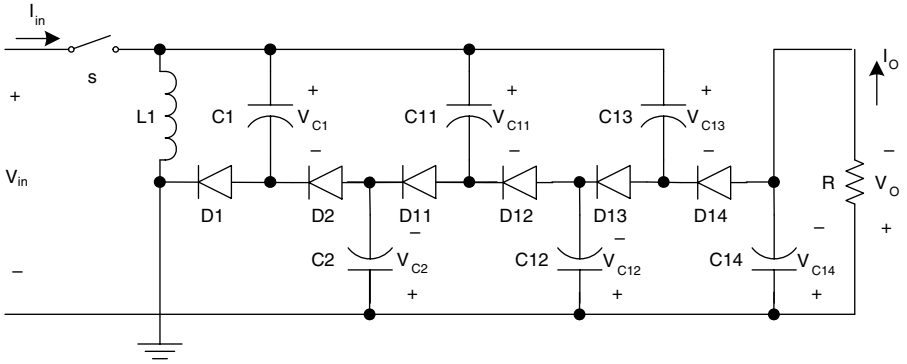 I_in
s
+
L1
C1
+
V_C1
–
C11
+
V_C11
–
C13
+
V_C13
–
I_O
V_in
D1
D2
D11
D12
D13
D14
R
–
V_O
+
C2
–
V_C2
+
C12
–
V_C12
+
C14
–
V_C14
+
–